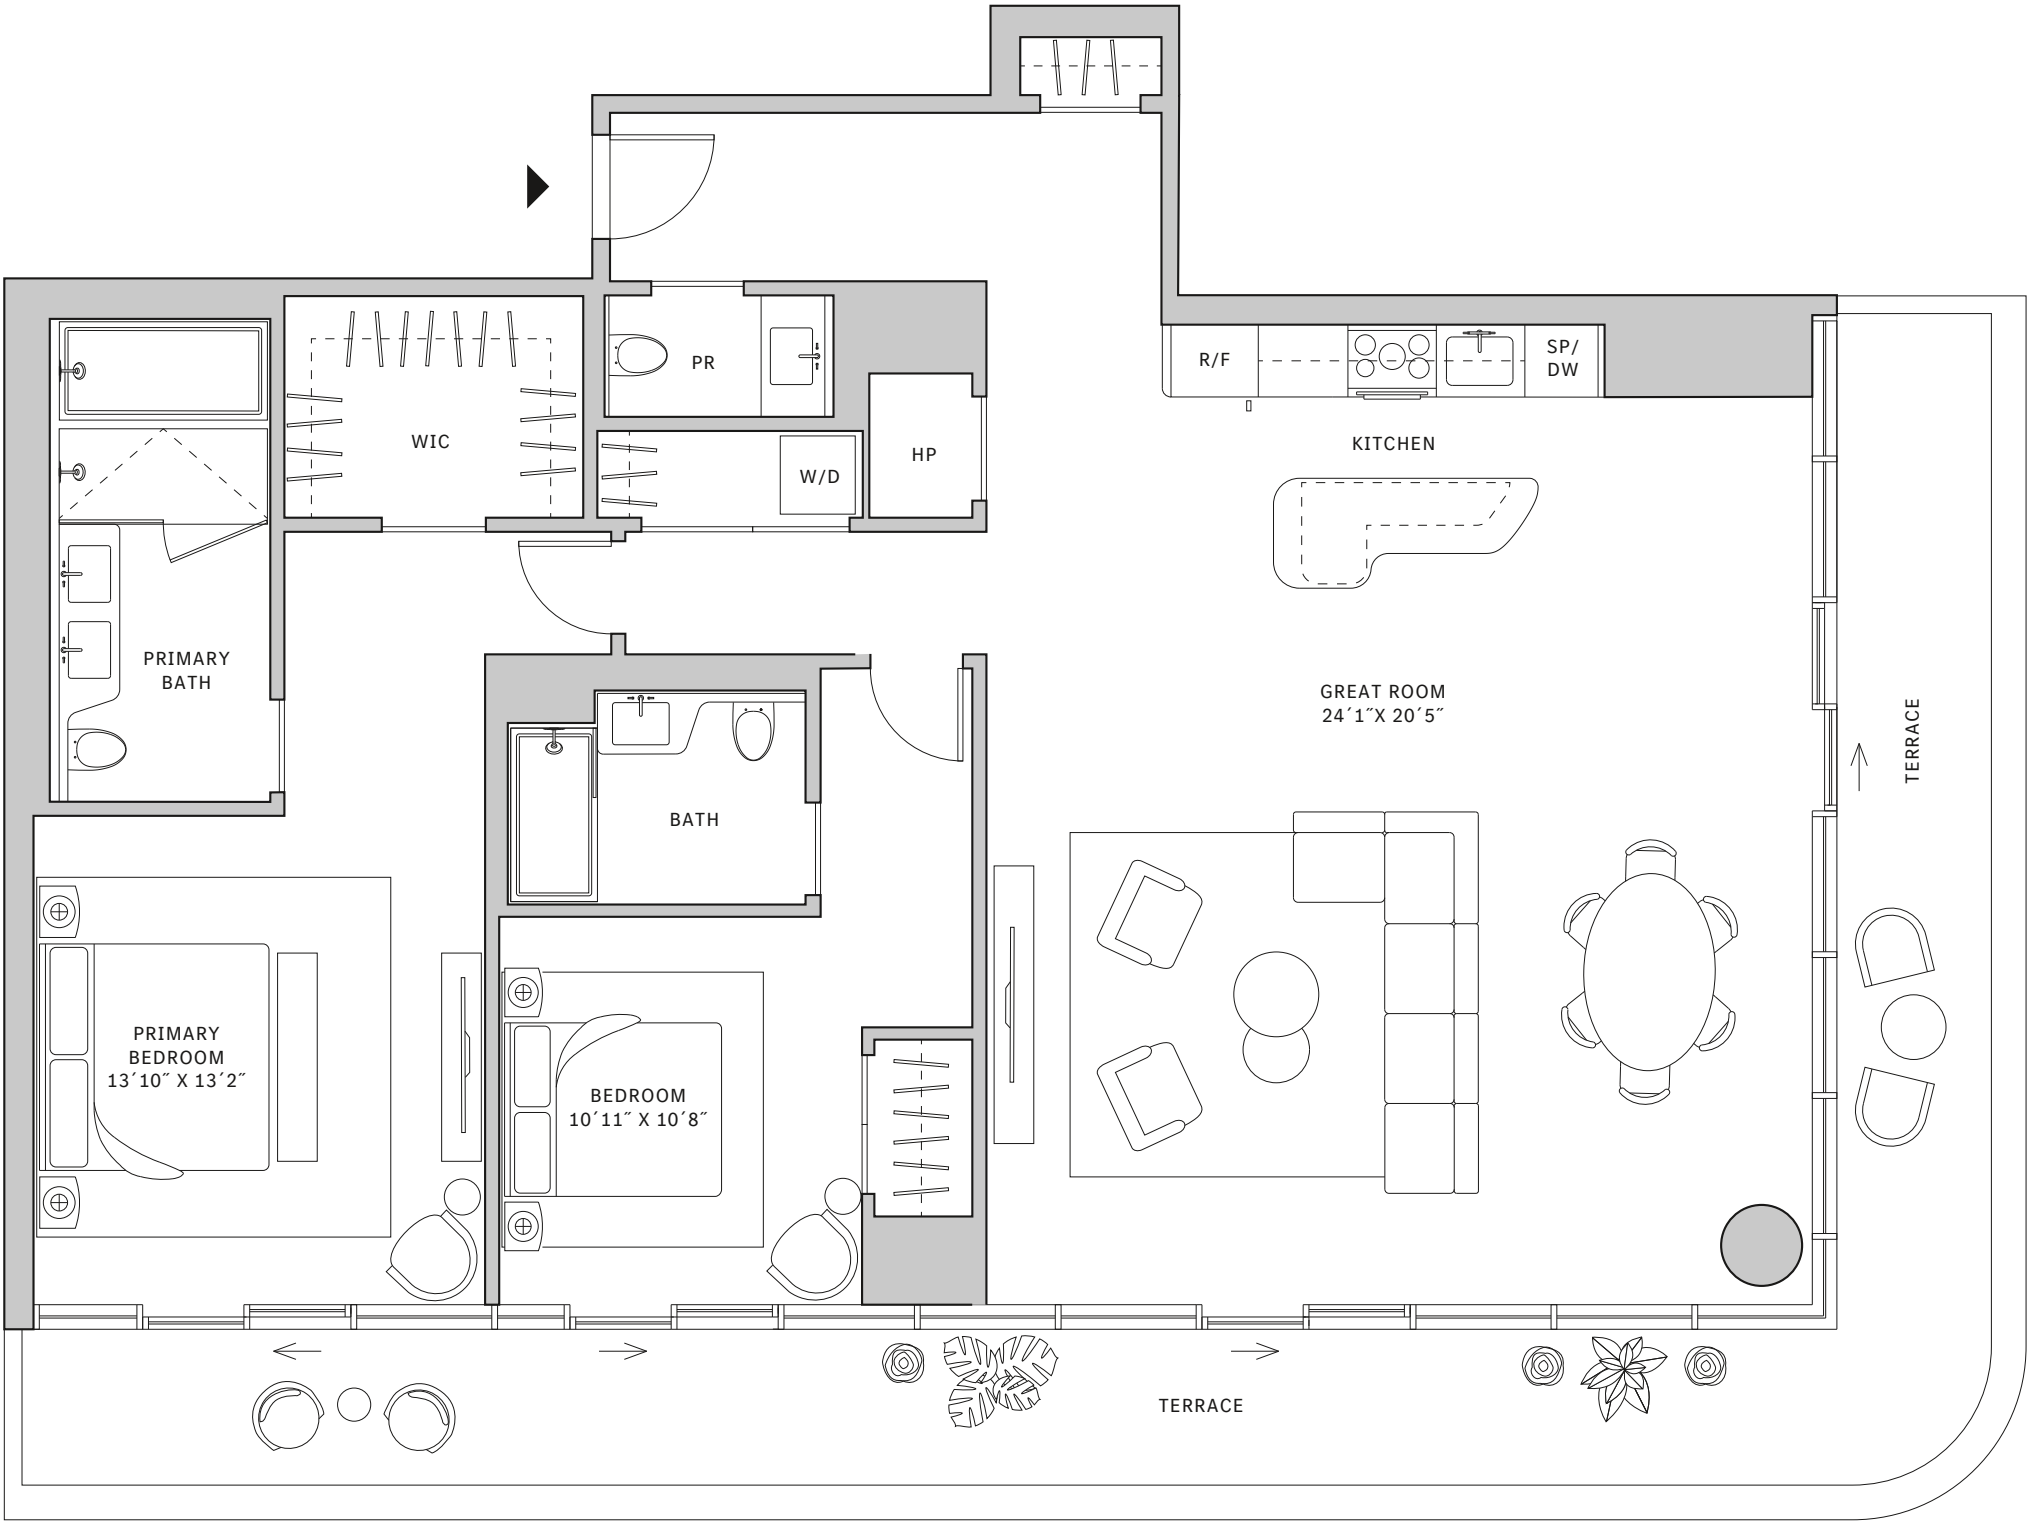 PR
R/F
SP/
DW
WIC
KITCHEN
HP
W/D
PRIMARY
BATH
GREAT ROOM
24´1˝X 20´5˝
TERRACE
BATH
PRIMARY
BEDROOM
13´10˝ X 13´2˝
BEDROOM
10´11˝ X 10´8˝
TERRACE